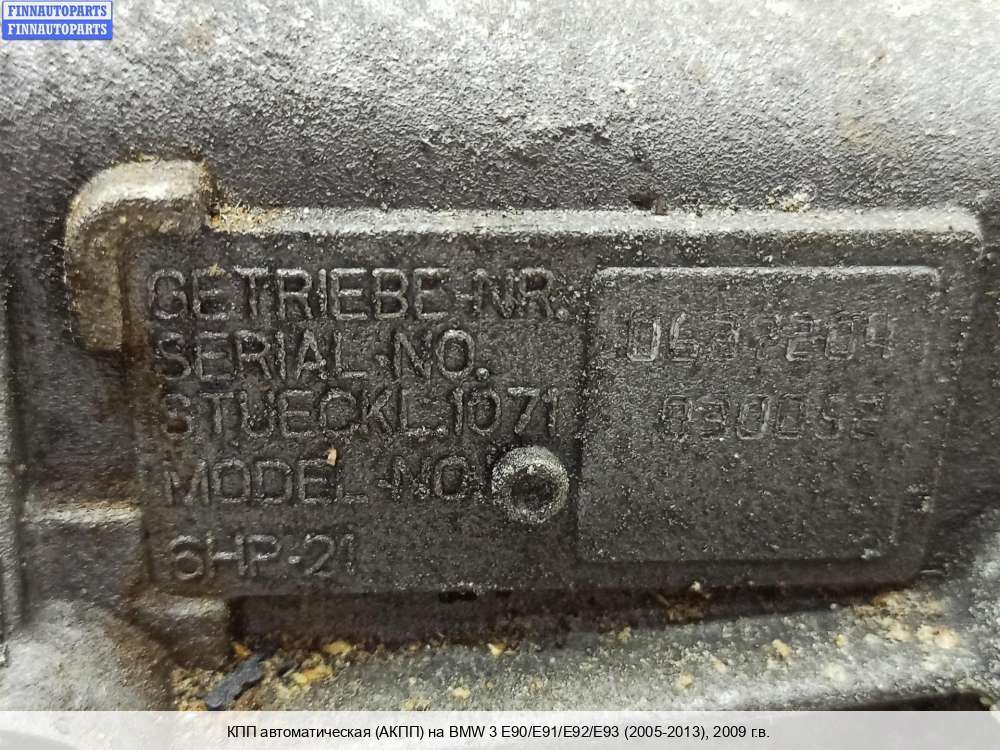 FINNAUTOPARTS
FINNAUTOPARTS
GETRIEBE-NR.
SERIAL-NO.
STUECKL.1071
MODEL-NO.
6HP-21
030052
КПП автоматическая (АКПП) на BMW 3 E90/E91/E92/E93 (2005-2013), 2009 г.в.